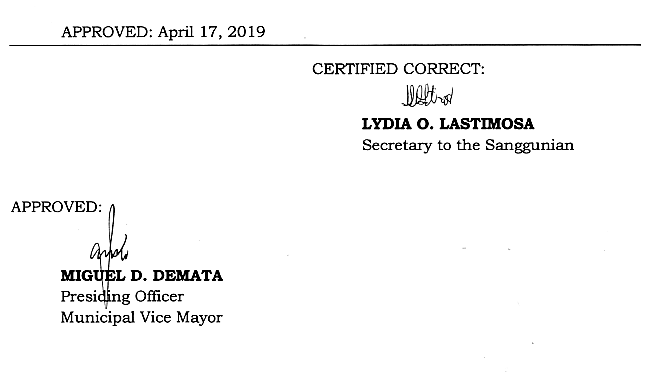 APPROVED: April 17, 2019
CERTIFIED CORRECT:
LYDIA O. LASTIMOSA
Secretary to the Sanggunian
APPROVED:
MIGUEL D. DEMATA
Presiding Officer
Municipal Vice Mayor